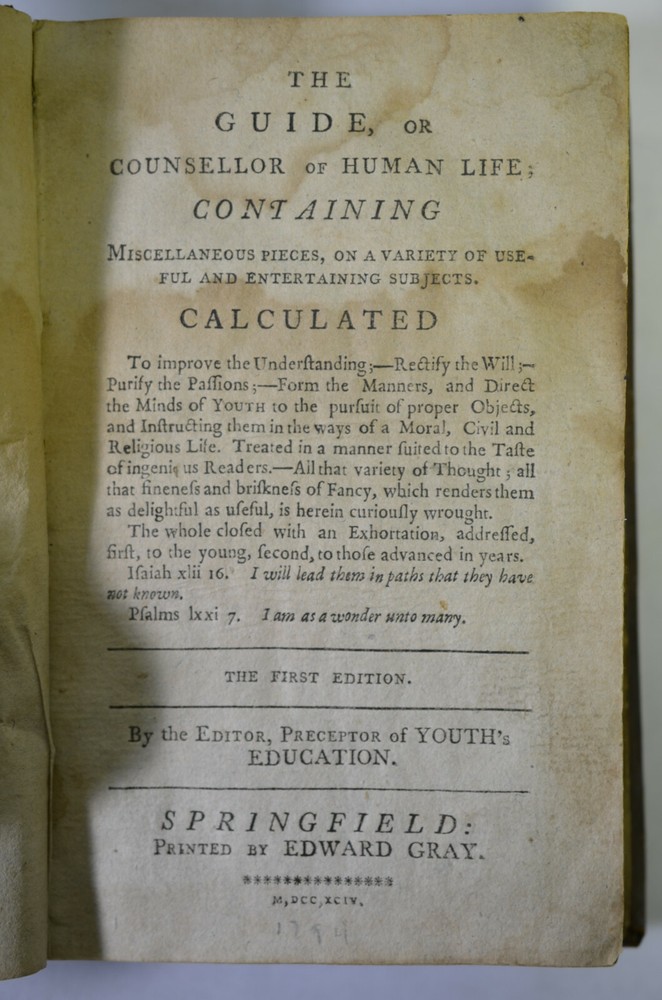 THE
GUIDE, OR
COUNSELLOR OF HUMAN LIFE;
CONTAINING
MISCELLANEOUS PIECES, ON A VARIETY OF USE-
FUL AND ENTERTAINING SUBJECTS.
CALCULATED
To improve the Underſtanding;—Rectify the Will;—
Purify the Paſſions;—Form the Manners, and Direct
the Minds of YOUTH to the purſuit of proper Objects,
and Inſtructing them in the ways of a Moral, Civil and
Religious Life. Treated in a manner ſuited to the Taſte
of ingeni us Readers.—All that variety of Thought; all
that fineneſs and briſkneſs of Fancy, which renders them
as delightful as uſeful, is herein curiouſly wrought.
The whole cloſed with an Exhortation, addreſſed,
firſt, to the young, ſecond, to thoſe advanced in years.
Iſaiah xlii 16. I will lead them in paths that they have
not known.
Pſalms lxxi 7. I am as a wonder unto many.
THE FIRST EDITION.
By the EDITOR, PRECEPTOR of YOUTH's
EDUCATION.
SPRINGFIELD:
PRINTED BY EDWARD GRAY.
***************
M,DCC,XCIV.
1794